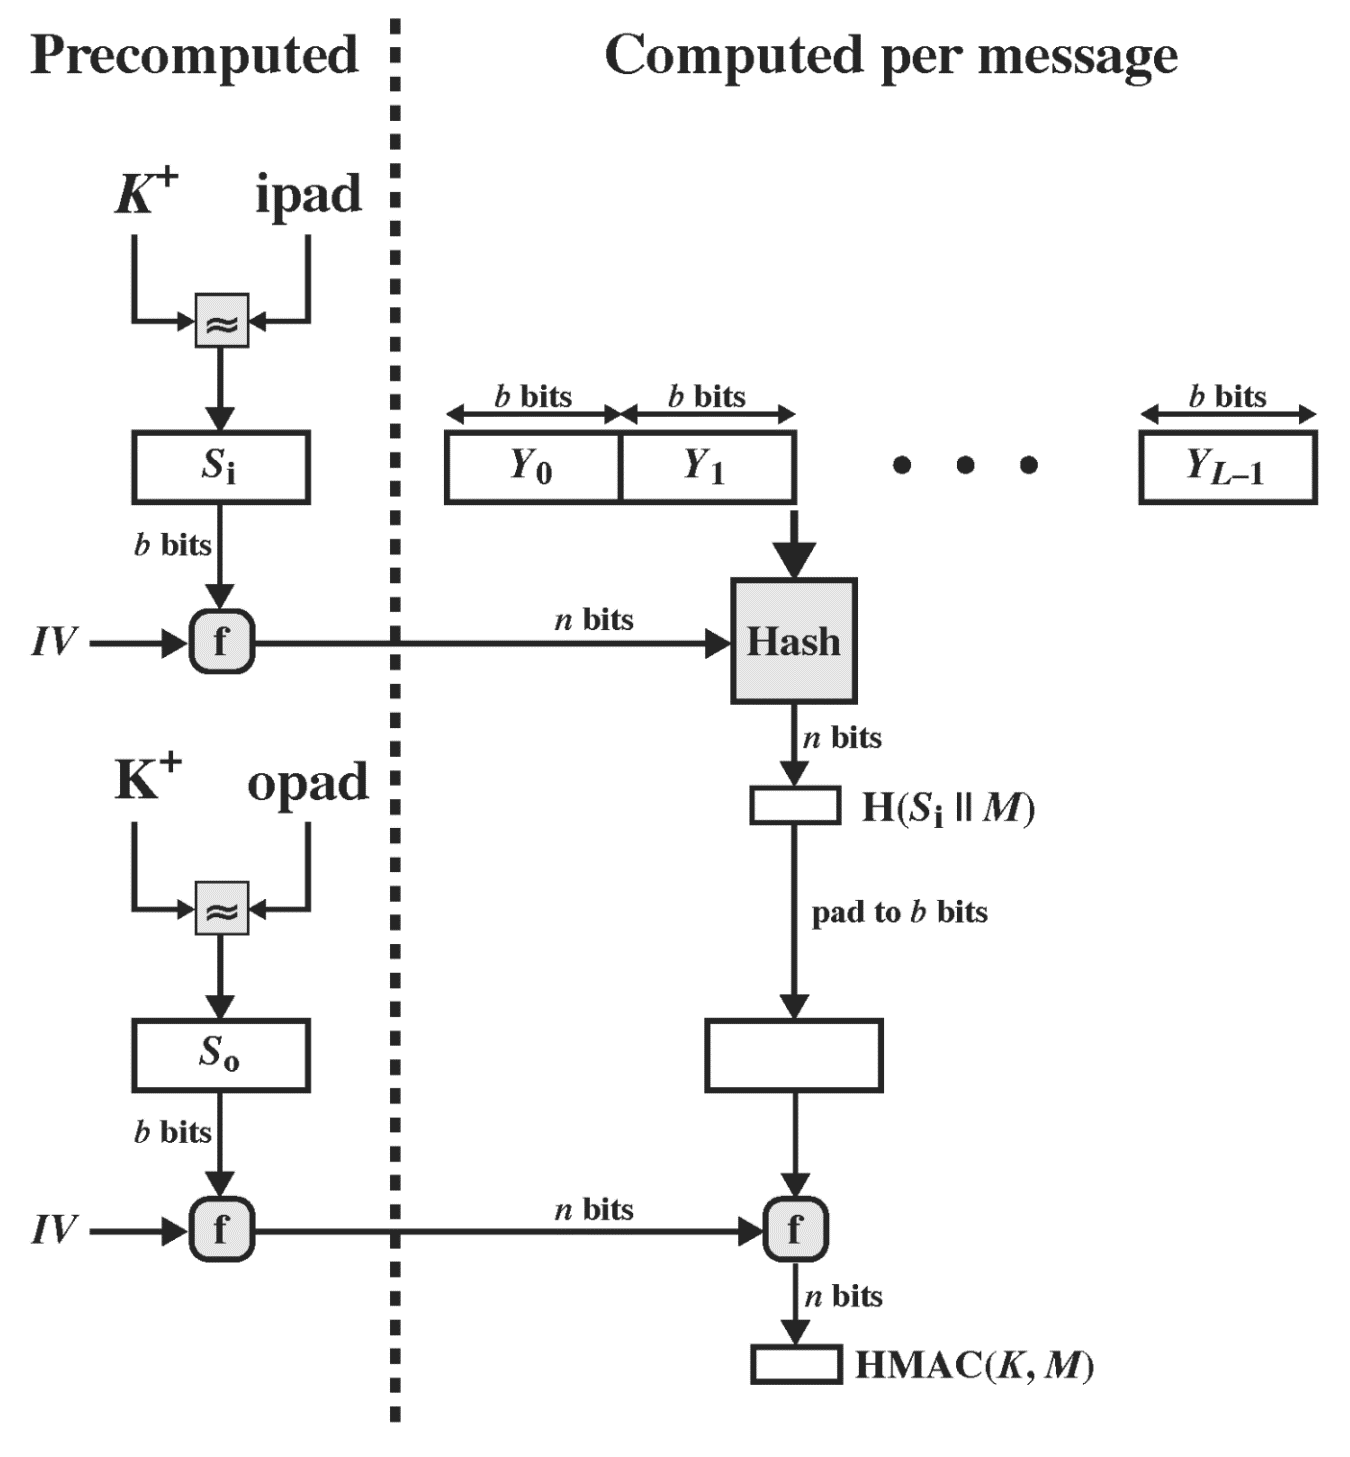 Precomputed
Computed per message
K+ ipad
≈
b bits b bits b bits
Si
Y0 Y1 • • • YL–1
b bits
IV f n bits Hash
n bits
H(Si || M)
K+ opad
≈
pad to b bits
So
b bits
IV f n bits f
n bits
HMAC(K, M)